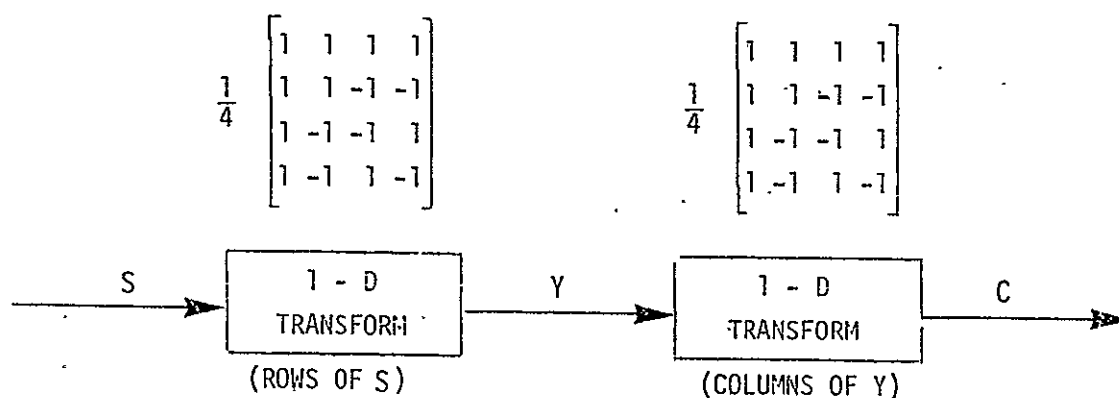 1 1 1 1
1 1 -1 -1
1 -1 -1 1
1 -1 1 -1
1/4
1 1 1 1
1 1 -1 -1
1 -1 -1 1
1 -1 1 -1
1/4
S
1 - D
TRANSFORM
(ROWS OF S)
Y
1 - D
TRANSFORM
(COLUMNS OF Y)
C